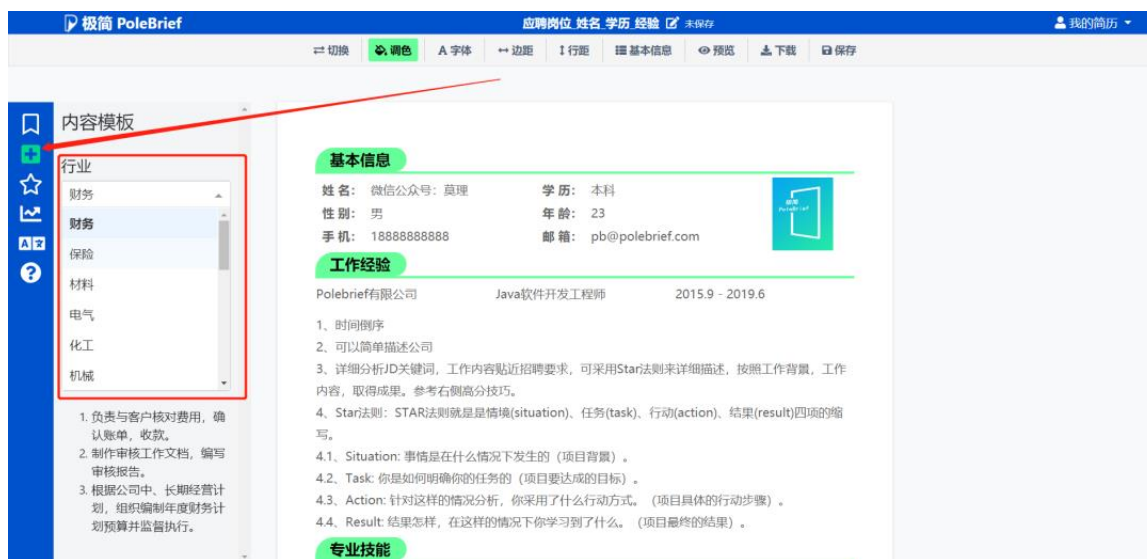 极简 PoleBrief
应聘岗位_姓名_学历_经验 未保存
我的简历
切换 调色 A 字体 边距 行距 基本信息 预览 下载 保存
内容模板
行业
财务
财务
保险
材料
电气
化工
机械
1. 负责与客户核对费用，确
认账单，收款。
2. 制作审核工作文档，编写
审核报告。
3. 根据公司中、长期经营计
划，组织编制年度财务计
划预算并监督执行。
基本信息
姓 名： 微信公众号：莫理 学 历： 本科
性 别： 男 年 龄： 23
手 机： 18888888888 邮 箱： pb@polebrief.com
极简
PoleBrief
工作经验
Polebrief有限公司 Java软件开发工程师 2015.9 - 2019.6
1、时间倒序
2、可以简单描述公司
3、详细分析JD关键词，工作内容贴近招聘要求，可采用Star法则来详细描述，按照工作背景，工作
内容，取得成果。参考右侧高分技巧。
4、Star法则：STAR法则就是是情境(situation)、任务(task)、行动(action)、结果(result)四项的缩
写。
4.1、Situation: 事情是在什么情况下发生的（项目背景）。
4.2、Task: 你是如何明确你的任务的（项目要达成的目标）.
4.3、Action: 针对这样的情况分析，你采用了什么行动方式。（项目具体的行动步骤）.
4.4、Result: 结果怎样，在这样的情况下你学习到了什么。（项目最终的结果）.
专业技能